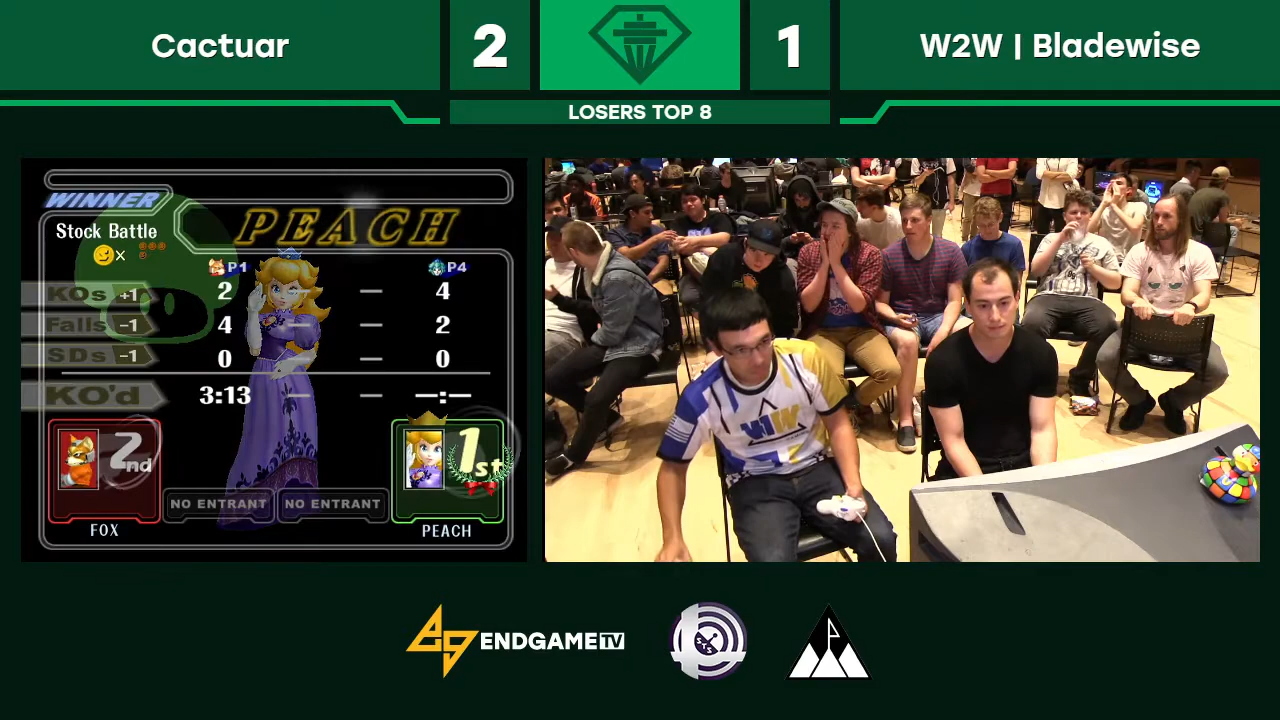 Cactuar
2
1
W2W | Bladewise
LOSERS TOP 8
WINNER
PEACH
Stock Battle
×
P1
P4
KOs +1 2 — 4
Falls -1 4 — — 2
SDs -1 0 — 0
KO'd 3:13 — — —:—
2nd
1st
NO ENTRANT
NO ENTRANT
FOX
PEACH
ENDGAMETV